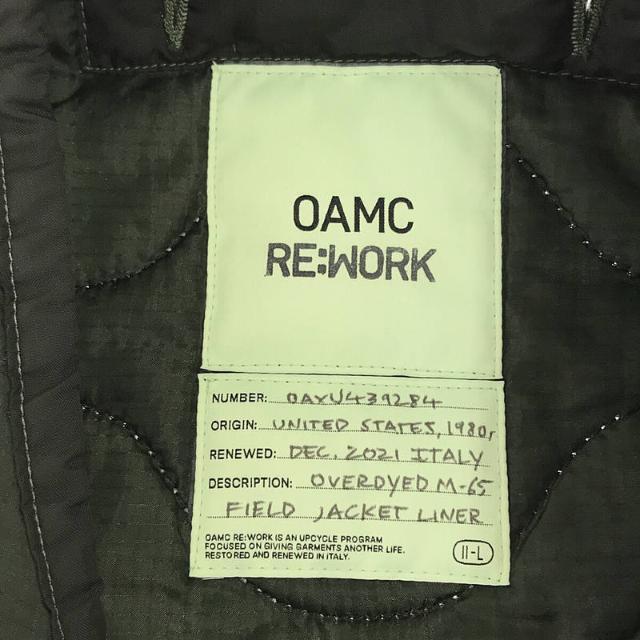 OAMC
RE:WORK
NUMBER: OAXU439284
ORIGIN: UNITED STATES, 1980,
RENEWED: DEC. 2021 ITALY
DESCRIPTION: OVERDYED M-65
FIELD JACKET LINER
OAMC RE:WORK IS AN UPCYCLE PROGRAM
FOCUSED ON GIVING GARMENTS ANOTHER LIFE.
RESTORED AND RENEWED IN ITALY.
II-L